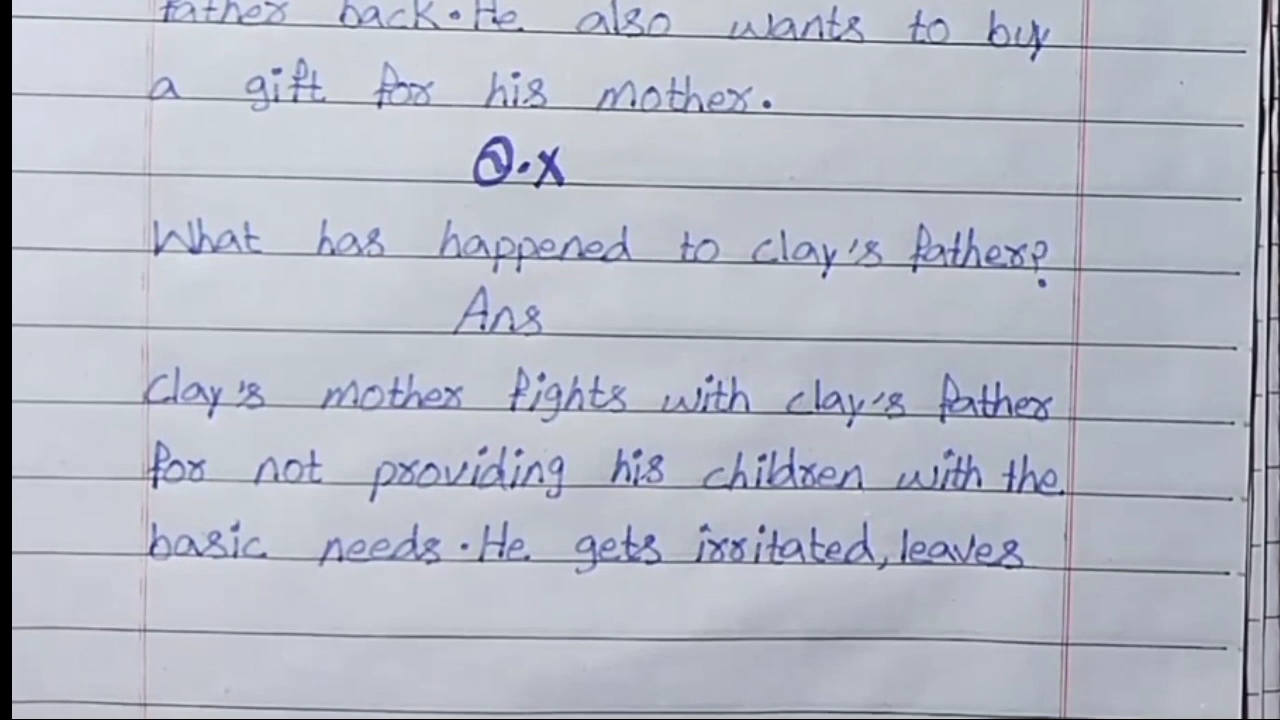 father back. He also wants to buy
a gift for his mother.
Q.X
What has happened to Clay's father?
Ans
Clay's mother fights with clay's father
for not providing his children with the
basic needs. He gets irritated, leaves